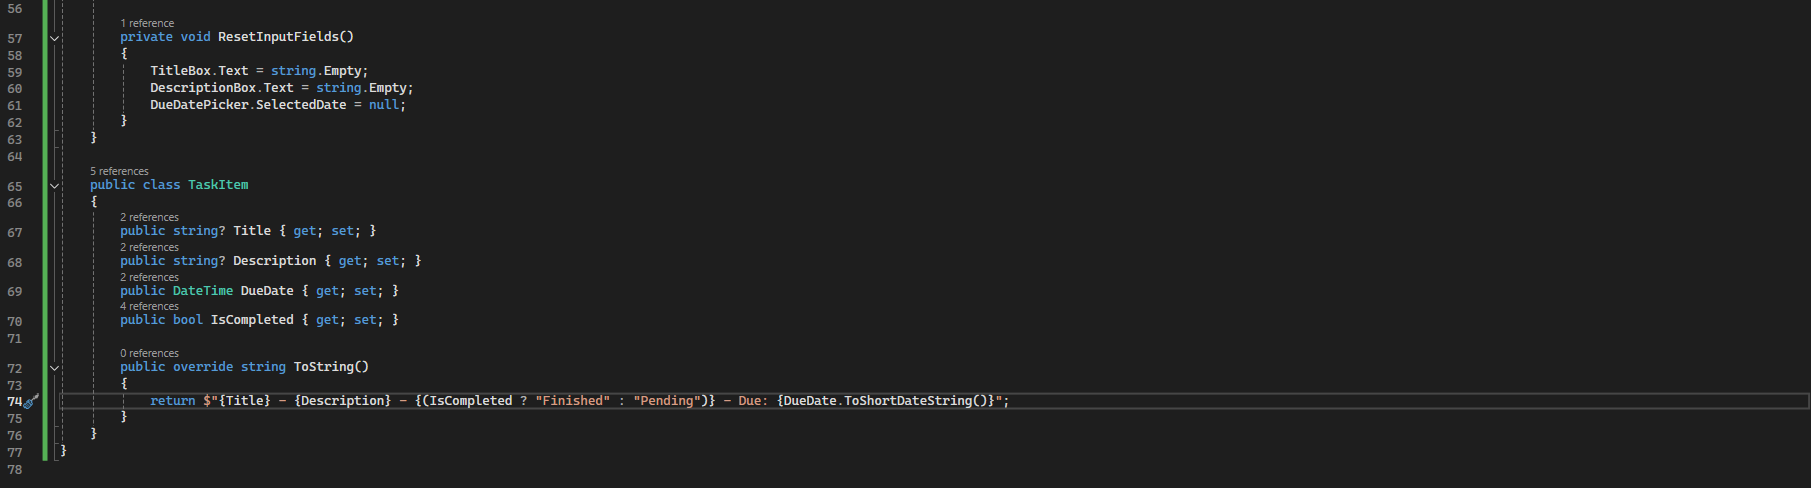 56
1 reference
57 private void ResetInputFields()
58 {
59 TitleBox.Text = string.Empty;
60 DescriptionBox.Text = string.Empty;
61 DueDatePicker.SelectedDate = null;
62 }
63 }
64
5 references
65 public class TaskItem
66 {
2 references
67 public string? Title { get; set; }
2 references
68 public string? Description { get; set; }
2 references
69 public DateTime DueDate { get; set; }
4 references
70 public bool IsCompleted { get; set; }
71
0 references
72 public override string ToString()
73 {
74 return $"{Title} - {Description} - {(IsCompleted ? "Finished" : "Pending")} - Due: {DueDate.ToShortDateString()}";
75 }
76 }
77 }
78